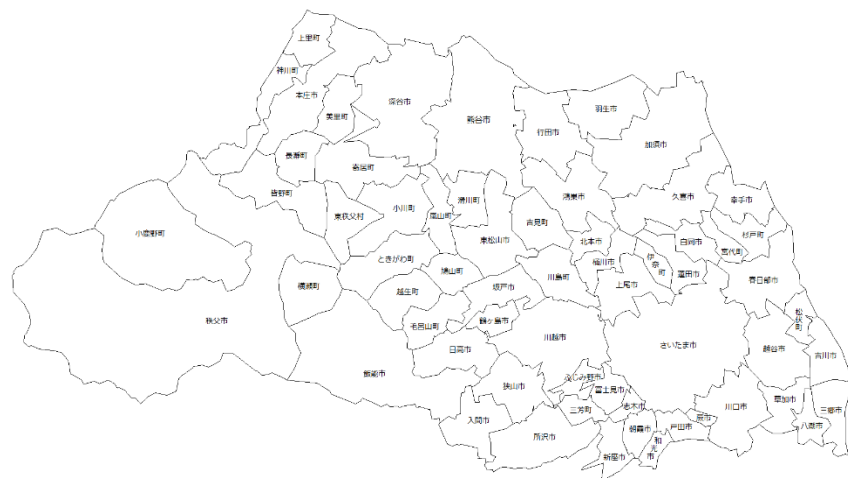 上里町
神川町
本庄市
美里町
深谷市
熊谷市
行田市
羽生市
加須市
長瀞町
寄居町
皆野町
東秩父村
小川町
嵐山町
滑川町
東松山市
吉見町
鴻巣市
久喜市
幸手市
小鹿野町
北本市
白岡市
宮代町
杉戸町
ときがわ町
鳩山町
川島町
桶川市
伊奈町
蓮田市
春日部市
横瀬町
越生町
坂戸市
上尾市
秩父市
毛呂山町
鶴ヶ島市
川越市
さいたま市
松伏町
越谷市
吉川市
飯能市
日高市
狭山市
ふじみ野市
富士見市
三芳町
志木市
川口市
草加市
三郷市
入間市
所沢市
朝霞市
和光市
戸田市
蕨市
八潮市
新座市